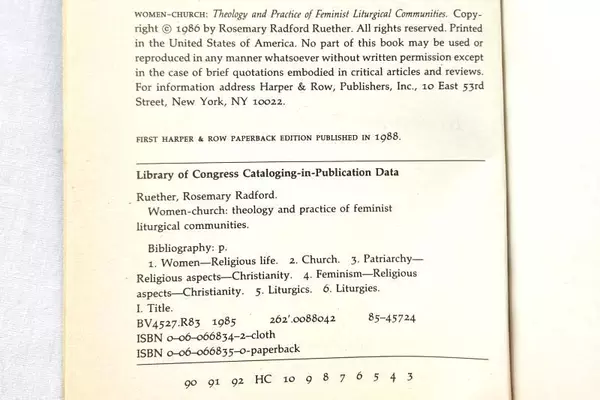 WOMEN-CHURCH: Theology and Practice of Feminist Liturgical Communities. Copy-
right © 1986 by Rosemary Radford Ruether. All rights reserved. Printed
in the United States of America. No part of this book may be used or
reproduced in any manner whatsoever without written permission except
in the case of brief quotations embodied in critical articles and reviews.
For information address Harper & Row, Publishers, Inc., 10 East 53rd
Street, New York, NY 10022.
FIRST HARPER & ROW PAPERBACK EDITION PUBLISHED IN 1988.
Library of Congress Cataloging-in-Publication Data
Ruether, Rosemary Radford.
Women-church: theology and practice of feminist
liturgical communities.
Bibliography: p.
1. Women—Religious life. 2. Church. 3. Patriarchy—
Religious aspects—Christianity. 4. Feminism—Religious
aspects—Christianity. 5. Liturgics. 6. Liturgies.
I. Title.
BV4527.R83 1985 262'.0088042 85-45724
ISBN 0-06-066834-2-cloth
ISBN 0-06-066835-0-paperback
90 91 92 HC 10 9 8 7 6 5 4 3